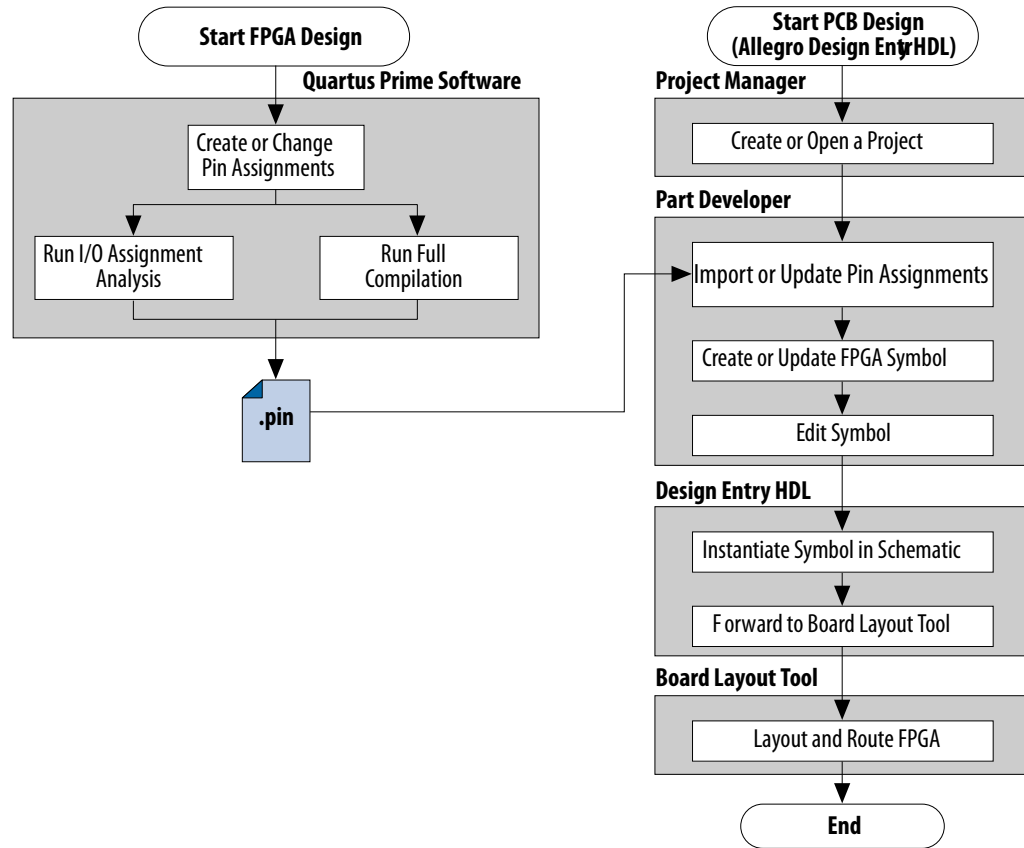 Start FPGA Design
Quartus Prime Software
Create or Change
Pin Assignments
Run I/O Assignment
Analysis
Run Full
Compilation
.pin
Start PCB Design
(Allegro Design Entry HDL)
Project Manager
Create or Open a Project
Part Developer
Import or Update Pin Assignments
Create or Update FPGA Symbol
Edit Symbol
Design Entry HDL
Instantiate Symbol in Schematic
Forward to Board Layout Tool
Board Layout Tool
Layout and Route FPGA
End